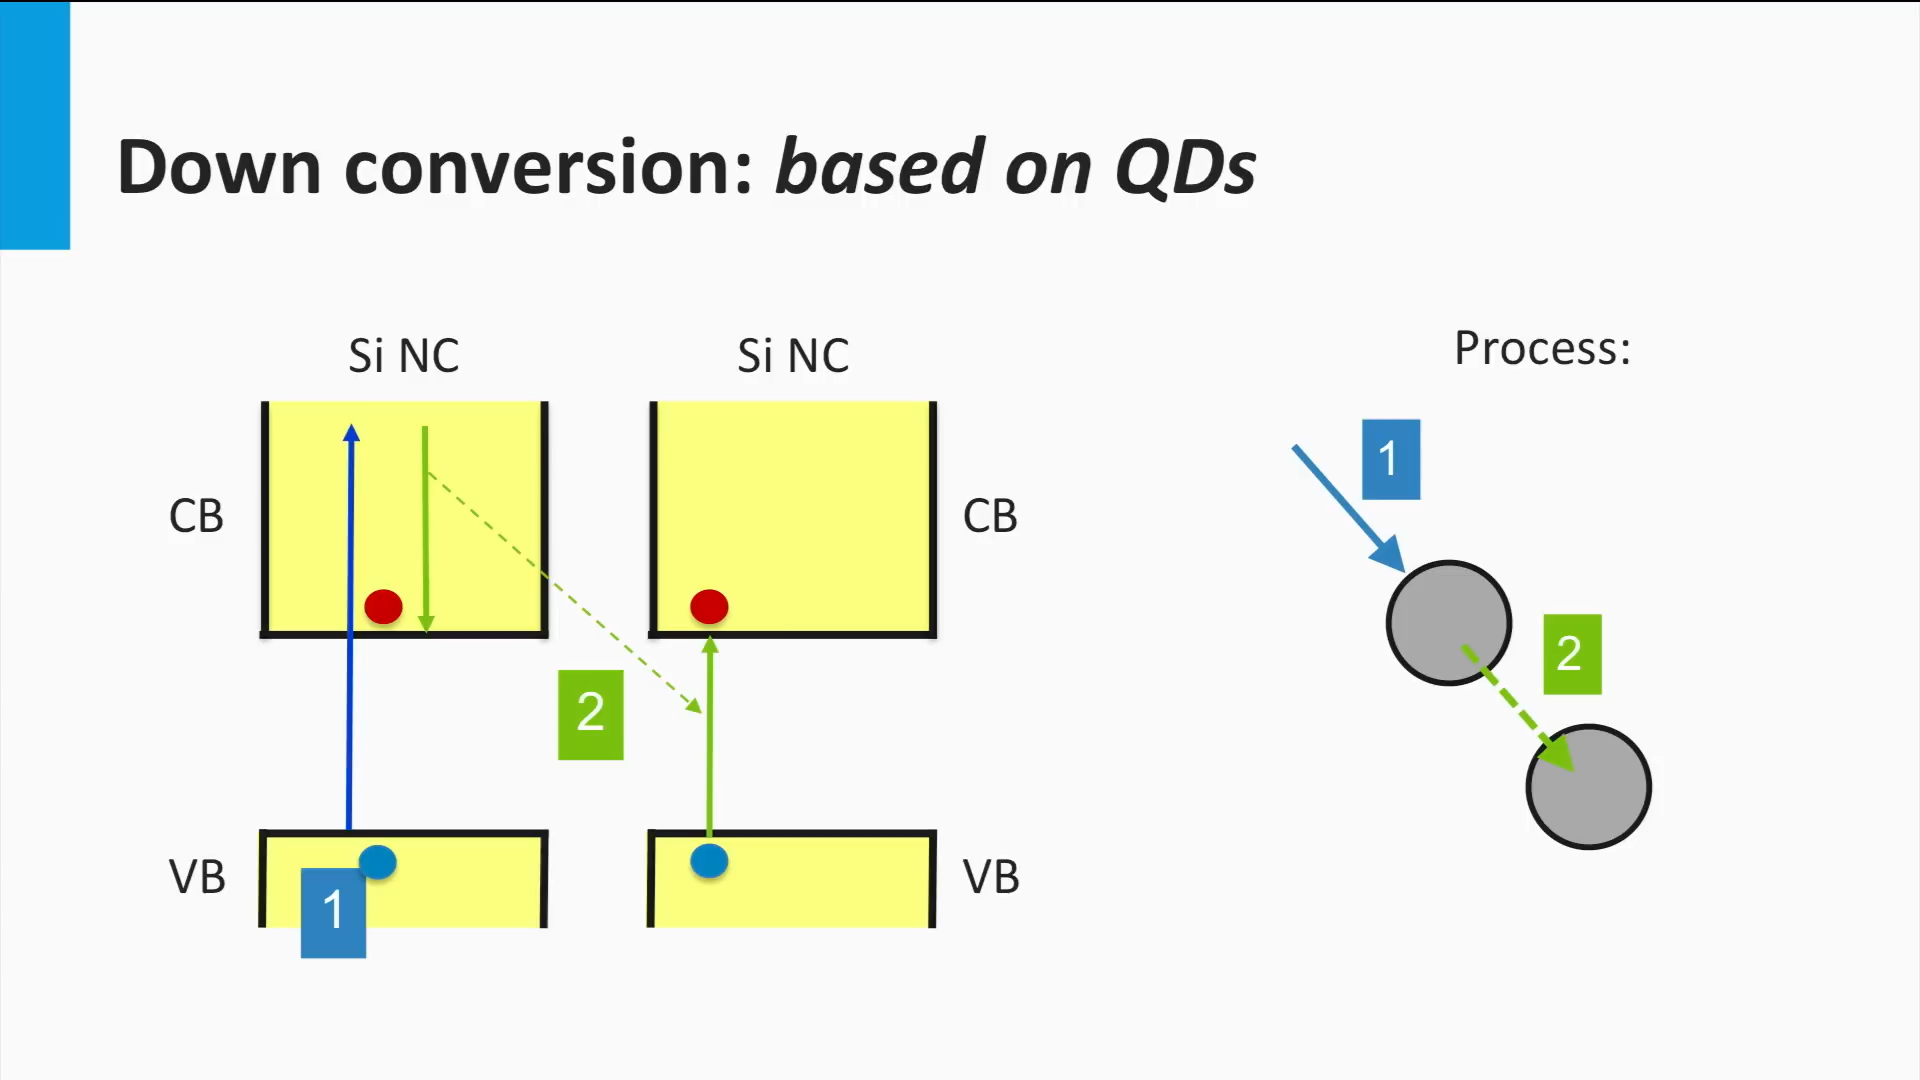 Down conversion: based on QDs
Si NC
Si NC
Process:
1
CB
CB
2
2
VB
VB
1